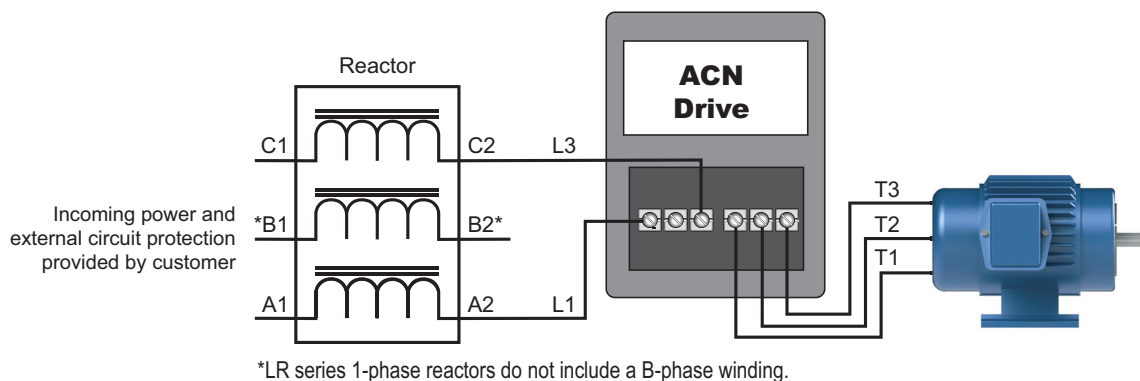 Reactor
ACN
Drive
C1
C2
L3
*B1
B2*
A1
A2
L1
Incoming power and
external circuit protection
provided by customer
T3
T2
T1
*LR series 1-phase reactors do not include a B-phase winding.